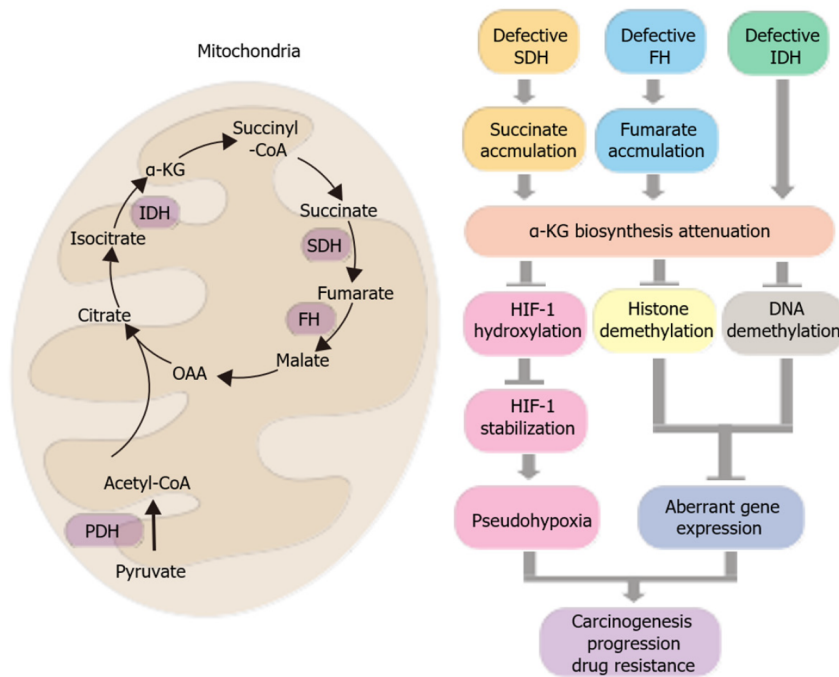 Mitochondria
Succinyl
-CoA
α-KG
IDH
Succinate
Isocitrate
SDH
Fumarate
Citrate
FH
Malate
OAA
Acetyl-CoA
PDH
Pyruvate
Defective
SDH
Defective
FH
Defective
IDH
Succinate
accmulation
Fumarate
accmulation
α-KG biosynthesis attenuation
HIF-1
hydroxylation
Histone
demethylation
DNA
demethylation
HIF-1
stabilization
Pseudohypoxia
Aberrant gene
expression
Carcinogenesis
progression
drug resistance